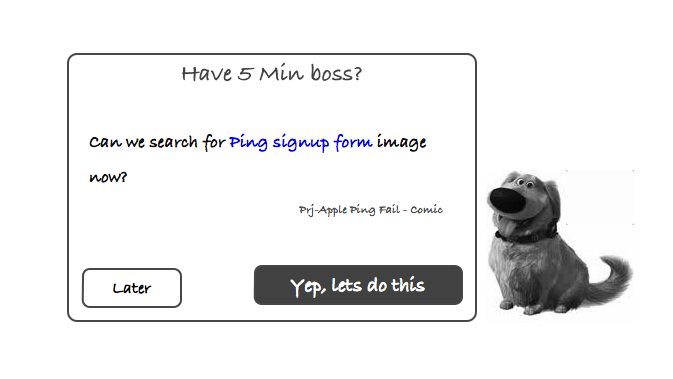 Have 5 Min boss?
Can we search for Ping signup form image
now?
Prj-Apple Ping Fail - Comic
Later
Yep, lets do this